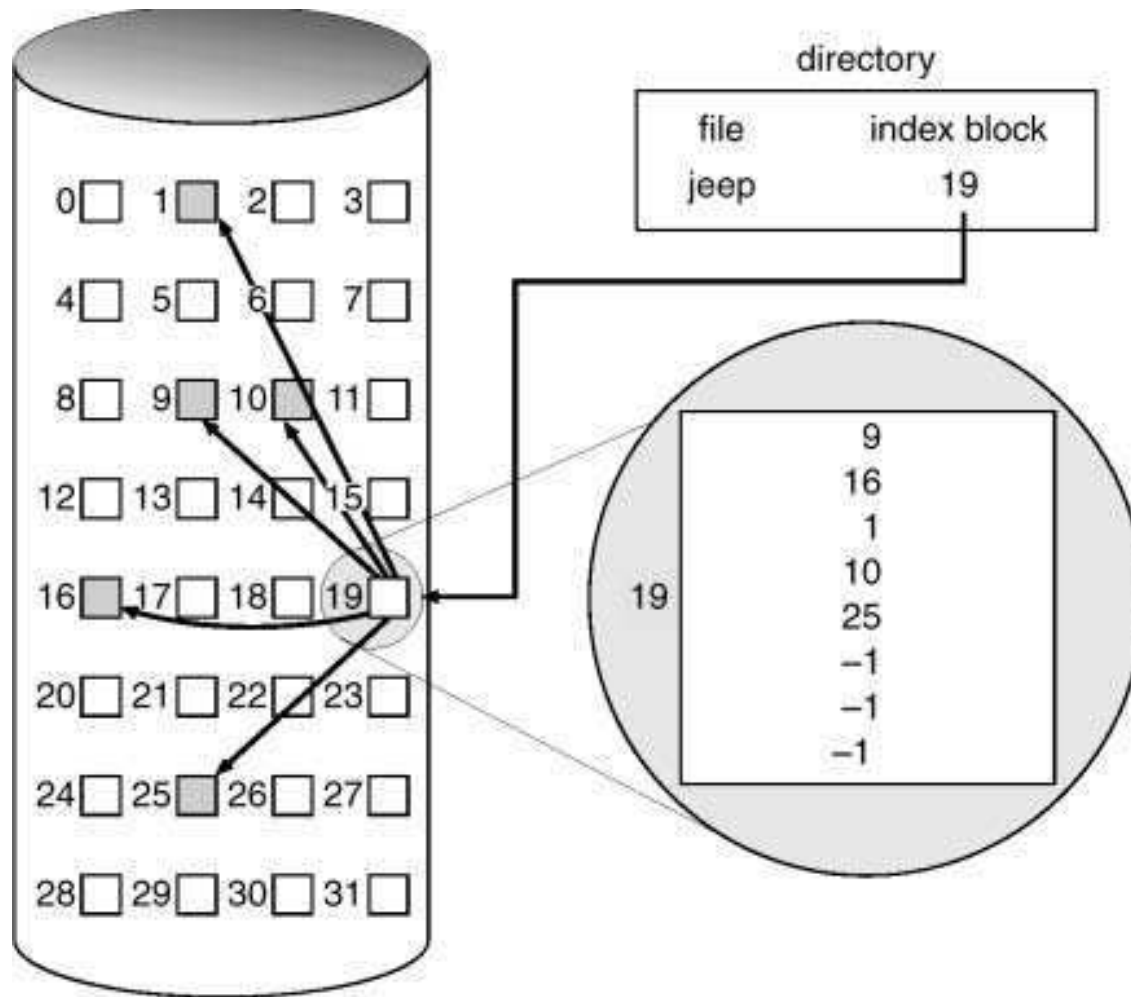 directory
file index block
jeep 19
0 1 2 3
4 5 6 7
8 9 10 11
12 13 14 15
16 17 18 19
20 21 22 23
24 25 26 27
28 29 30 31
19
9
16
1
10
25
–1
–1
–1